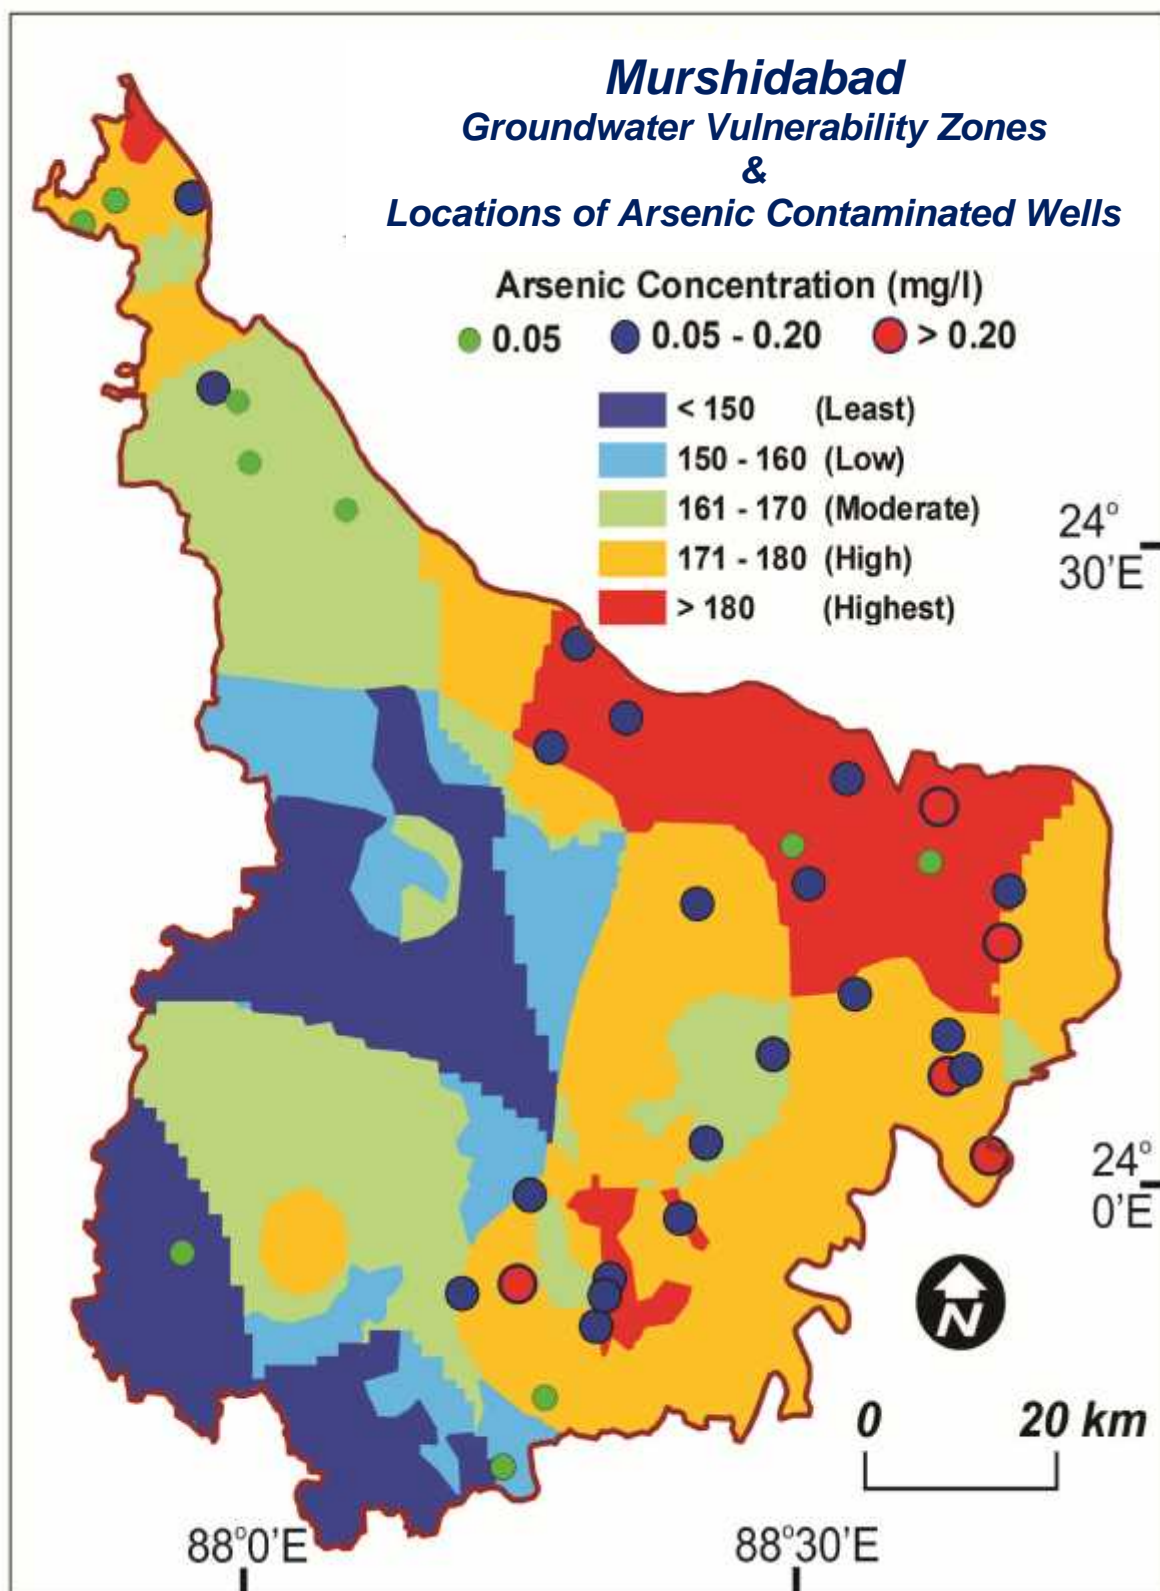 Murshidabad
Groundwater Vulnerability Zones
&
Locations of Arsenic Contaminated Wells
Arsenic Concentration (mg/l)
0.05 0.05 - 0.20 > 0.20
< 150 (Least)
150 - 160 (Low)
161 - 170 (Moderate)
171 - 180 (High)
> 180 (Highest)
24°
30'E
24°
0'E
N
0 20 km
88°0'E 88°30'E